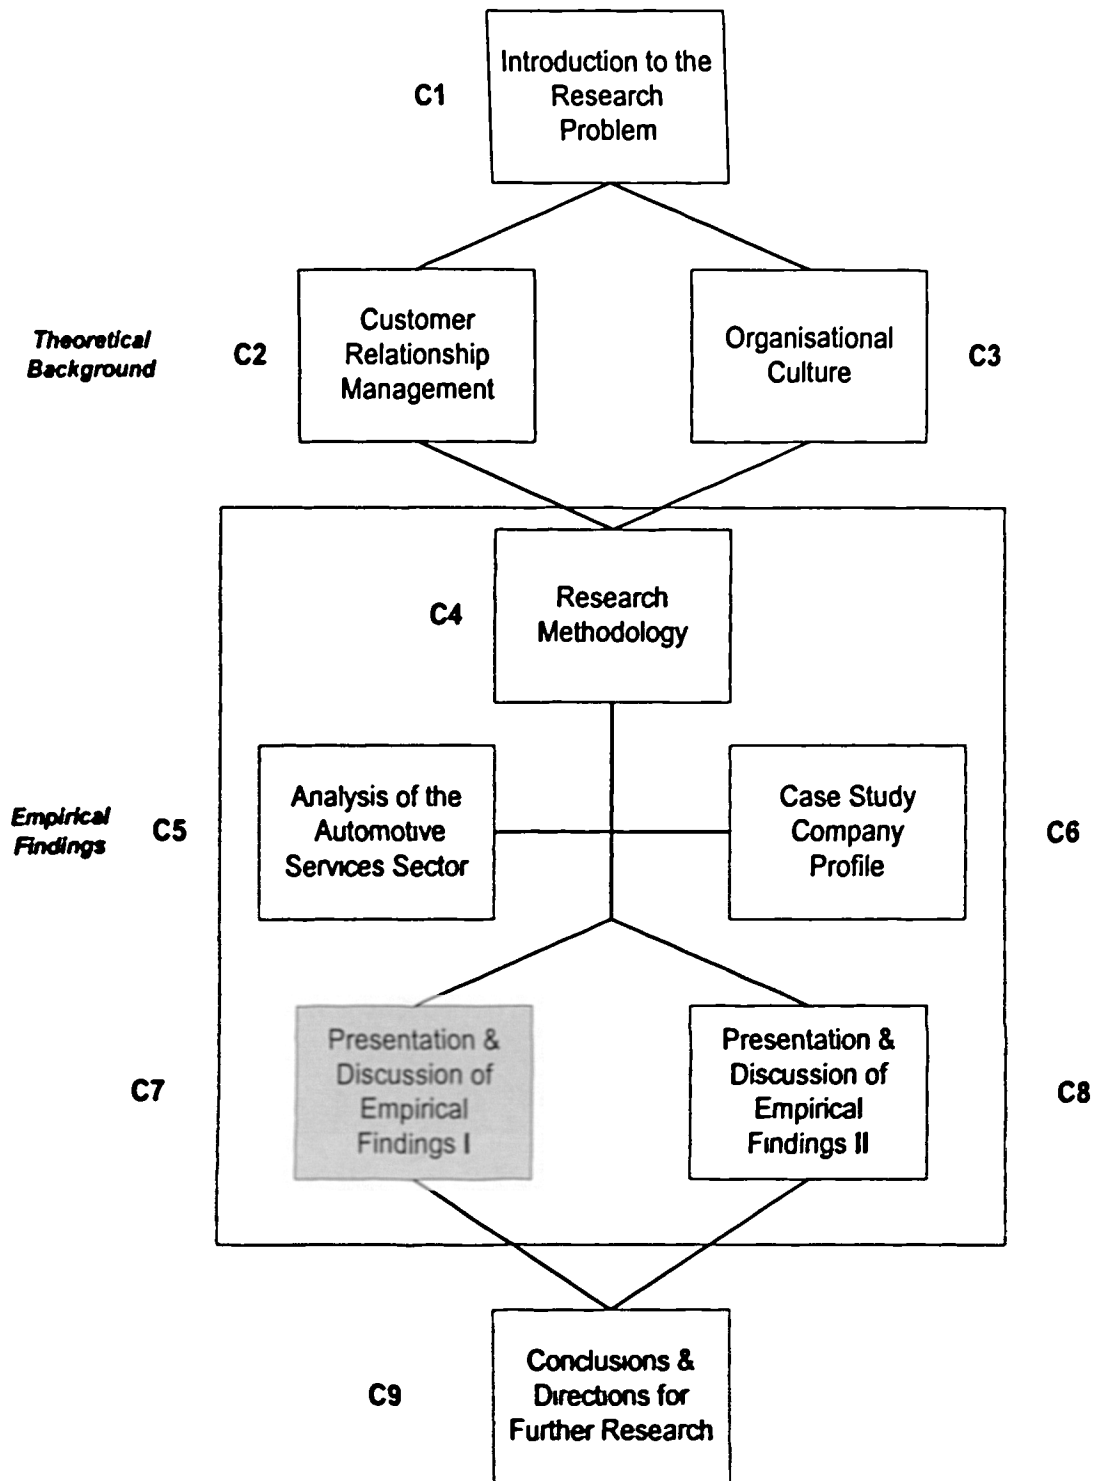 Introduction to the
Research
Problem
C1
Theoretical
Background
C2
Customer
Relationship
Management
Organisational
Culture
C3
C4
Research
Methodology
Empirical
Findings
C5
Analysis of the
Automotive
Services Sector
Case Study
Company
Profile
C6
C7
Presentation &
Discussion of
Empirical
Findings I
Presentation &
Discussion of
Empirical
Findings II
C8
C9
Conclusions &
Directions for
Further Research